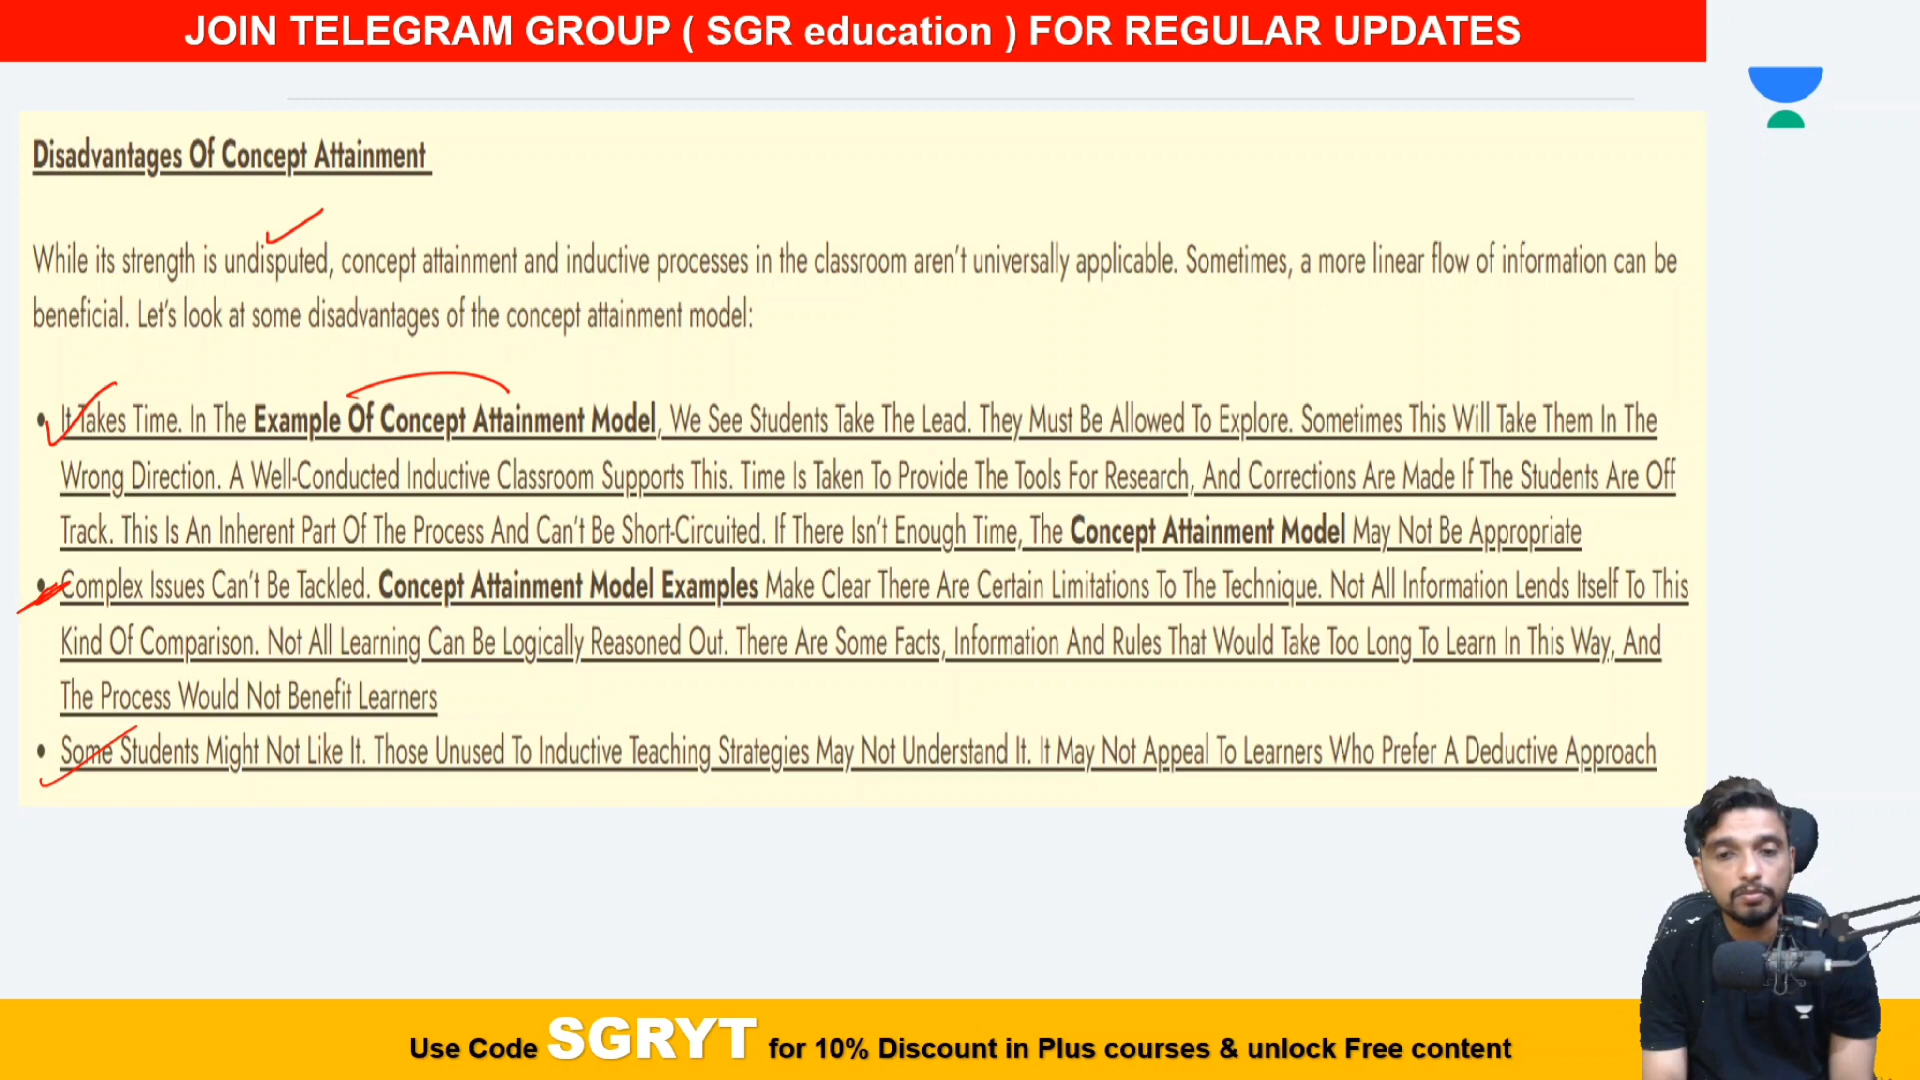 JOIN TELEGRAM GROUP ( SGR education ) FOR REGULAR UPDATES
Disadvantages Of Concept Attainment
While its strength is undisputed, concept attainment and inductive processes in the classroom aren't universally applicable. Sometimes, a more linear flow of information can be
beneficial. Let's look at some disadvantages of the concept attainment model:
• It Takes Time. In The Example Of Concept Attainment Model, We See Students Take The Lead. They Must Be Allowed To Explore. Sometimes This Will Take Them In The
Wrong Direction. A Well-Conducted Inductive Classroom Supports This. Time Is Taken To Provide The Tools For Research, And Corrections Are Made If The Students Are Off
Track. This Is An Inherent Part Of The Process And Can't Be Short-Circuited. If There Isn't Enough Time, The Concept Attainment Model May Not Be Appropriate
• Complex Issues Can't Be Tackled. Concept Attainment Model Examples Make Clear There Are Certain Limitations To The Technique. Not All Information Lends Itself To This
Kind Of Comparison. Not All Learning Can Be Logically Reasoned Out. There Are Some Facts, Information And Rules That Would Take Too Long To Learn In This Way, And
The Process Would Not Benefit Learners
• Some Students Might Not Like It. Those Unused To Inductive Teaching Strategies May Not Understand It. It May Not Appeal To Learners Who Prefer A Deductive Approach
Use Code SGRYT for 10% Discount in Plus courses & unlock Free content